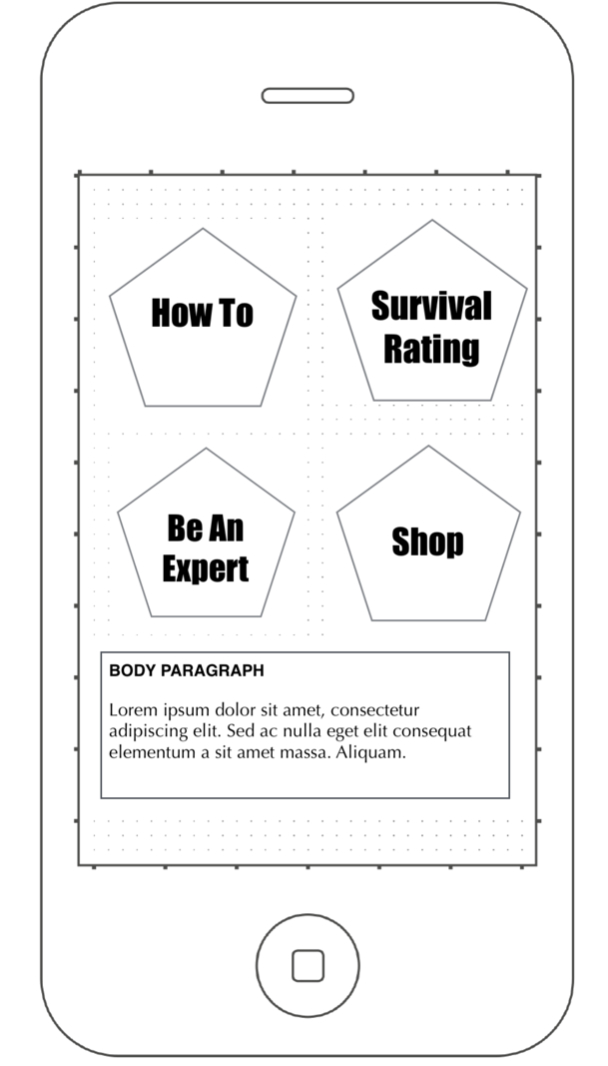 How To
Survival
Rating
Be An
Expert
Shop
BODY PARAGRAPH
Lorem ipsum dolor sit amet, consectetur
adipiscing elit. Sed ac nulla eget elit consequat
elementum a sit amet massa. Aliquam.